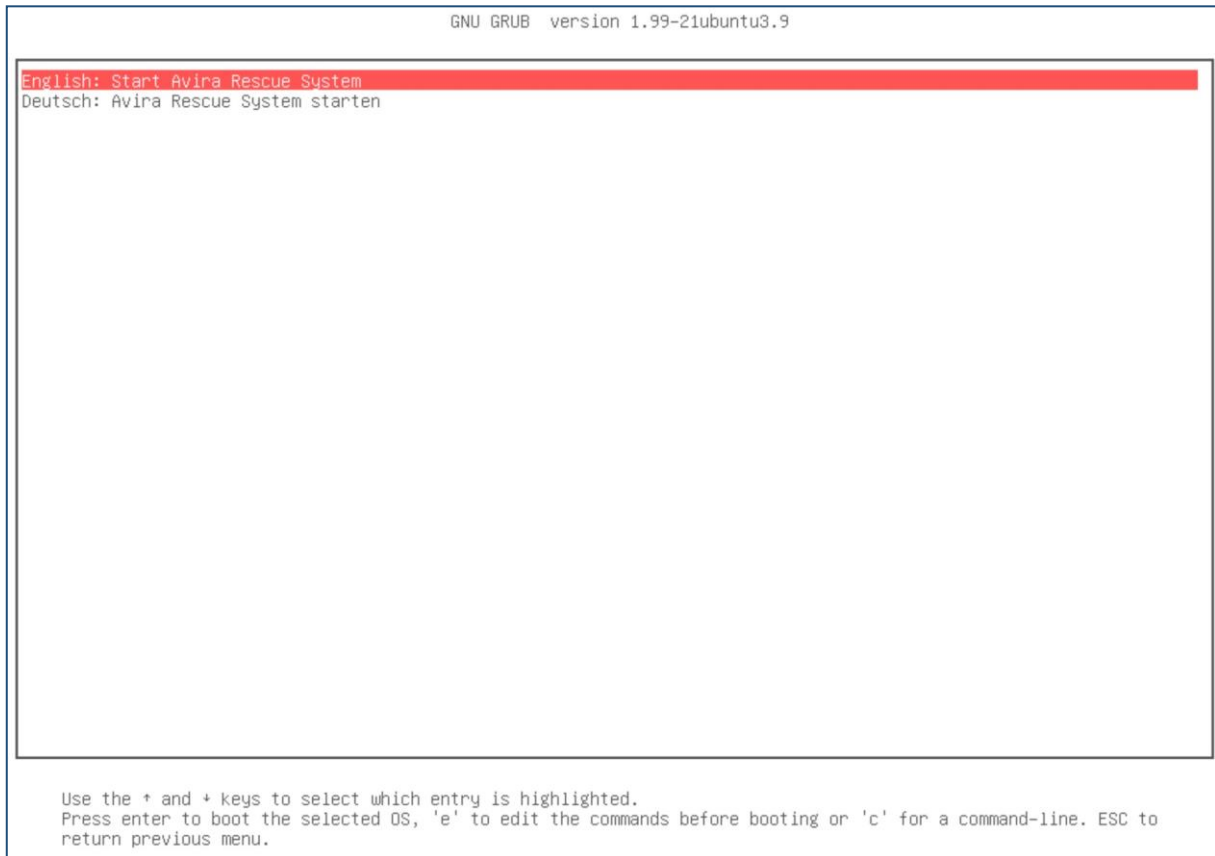 GNU GRUB  version 1.99-21ubuntu3.9
English: Start Avira Rescue System
Deutsch: Avira Rescue System starten
Use the ↑ and ↓ keys to select which entry is highlighted.
Press enter to boot the selected OS, 'e' to edit the commands before booting or 'c' for a command-line. ESC to
return previous menu.